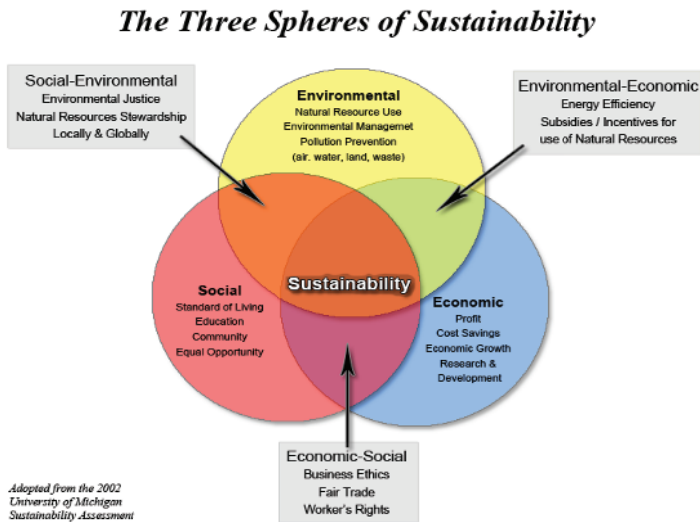 The Three Spheres of Sustainability
Social-Environmental
Environmental Justice
Natural Resources Stewardship
Locally & Globally
Environmental
Natural Resource Use
Environmental Managemet
Pollution Prevention
(air. water, land, waste)
Environmental-Economic
Energy Efficiency
Subsidies / Incentives for
use of Natural Resources
Sustainability
Social
Standard of Living
Education
Community
Equal Opportunity
Economic
Profit
Cost Savings
Economic Growth
Research &
Development
Economic-Social
Business Ethics
Fair Trade
Worker's Rights
Adopted from the 2002
University of Michigan
Sustainability Assessment